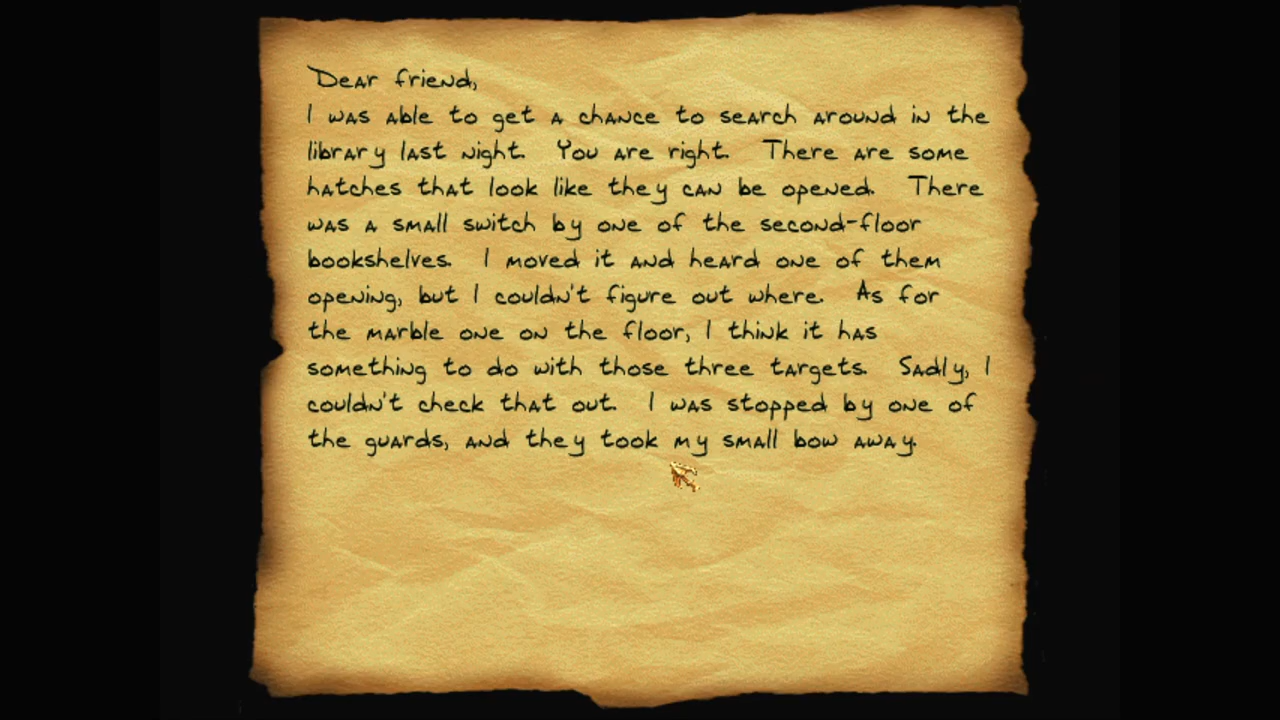 Dear friend,
I was able to get a chance to search around in the
library last night.  You are right.  There are some
hatches that look like they can be opened.  There
was a small switch by one of the second-floor
bookshelves.  I moved it and heard one of them
opening, but I couldn't figure out where.  As for
the marble one on the floor, I think it has
something to do with those three targets.  Sadly, I
couldn't check that out.  I was stopped by one of
the guards, and they took my small bow away.